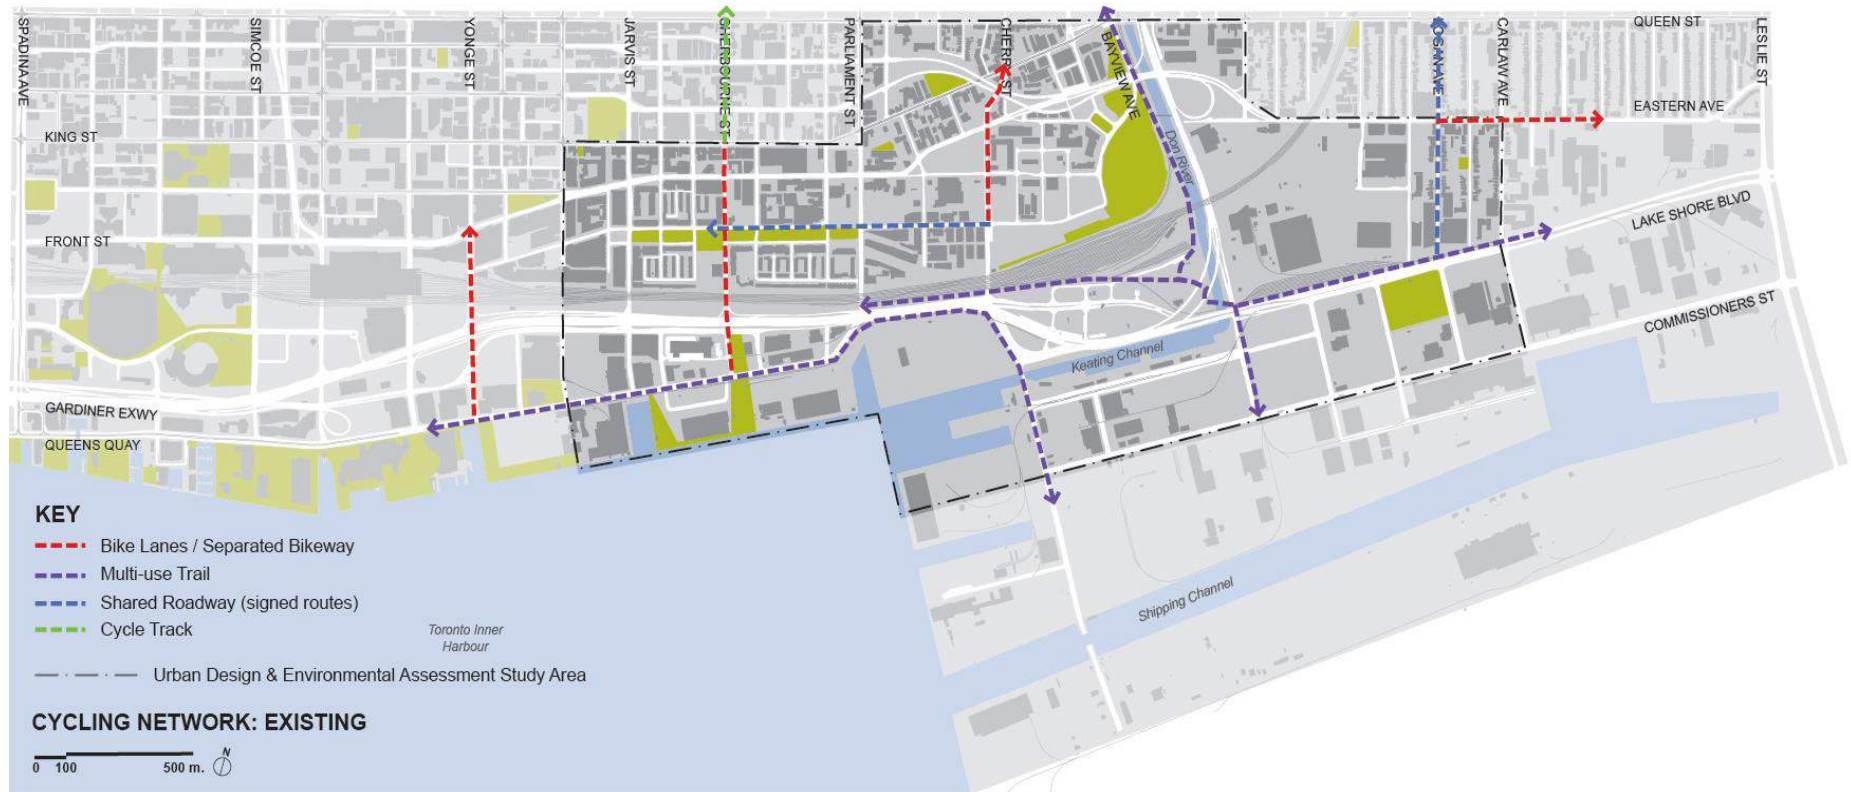 SPADINA AVE
SIMCOE ST
YONGE ST
JARVIS ST
SHERBOURNE ST
PARLIAMENT ST
CHERRY ST
BAYVIEW AVE
LOGAN AVE
CARLAW AVE
QUEEN ST
LESLIE ST
EASTERN AVE
KING ST
Don River
FRONT ST
LAKE SHORE BLVD
COMMISSIONERS ST
Keating Channel
GARDINER EXWY
QUEENS QUAY
Shipping Channel
KEY
Bike Lanes / Separated Bikeway
Multi-use Trail
Shared Roadway (signed routes)
Cycle Track
Toronto Inner
Harbour
Urban Design & Environmental Assessment Study Area
CYCLING NETWORK: EXISTING
0 100 500 m.
N